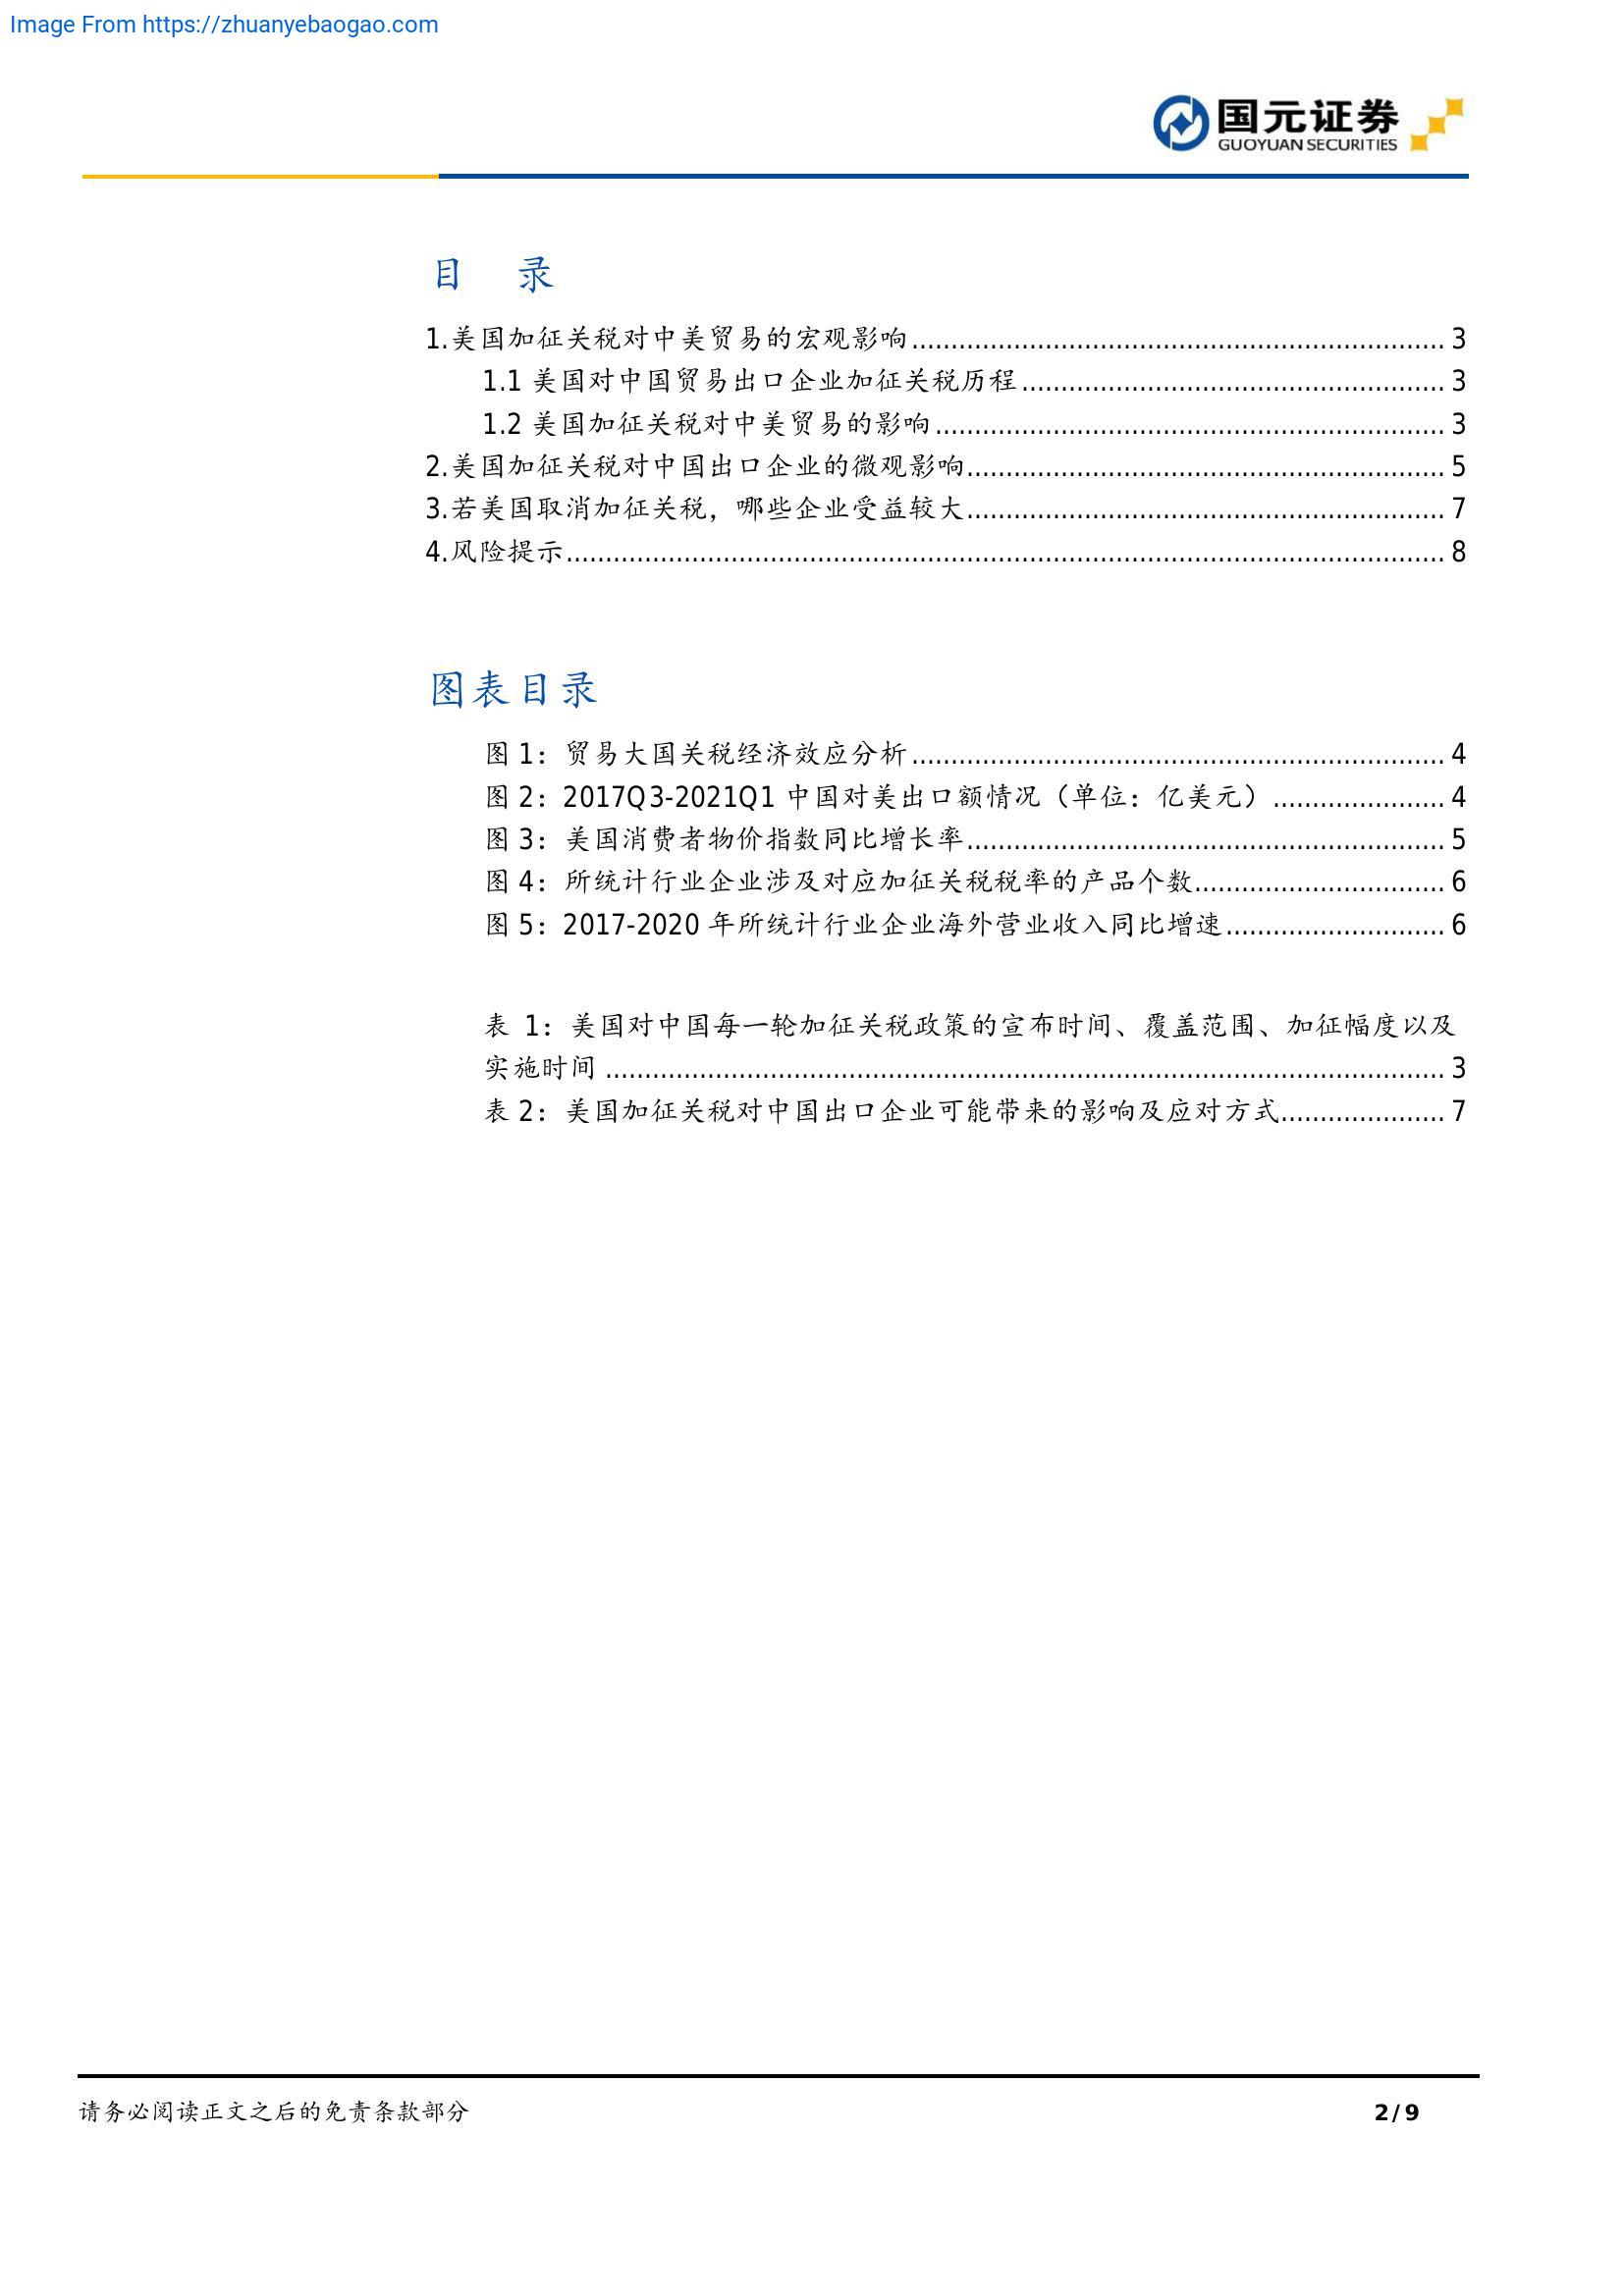 Image From https://zhuanyebaogao.com
国元证券
GUOYUAN SECURITIES
目 录
1.美国加征关税对中美贸易的宏观影响........................................ 3
1.1 美国对中国贸易出口企业加征关税历程........................................ 3
1.2 美国加征关税对中美贸易的影响........................................ 3
2.美国加征关税对中国出口企业的微观影响........................................ 5
3.若美国取消加征关税，哪些企业受益较大........................................ 7
4.风险提示........................................ 8
图表目录
图 1：贸易大国关税经济效应分析........................................ 4
图 2：2017Q3-2021Q1 中国对美出口额情况（单位：亿美元）...................... 4
图 3：美国消费者物价指数同比增长率........................................ 5
图 4：所统计行业企业涉及对应加征关税税率的产品个数................................ 6
图 5：2017-2020 年所统计行业企业海外营业收入同比增速............................ 6
表 1：美国对中国每一轮加征关税政策的宣布时间、覆盖范围、加征幅度以及
实施时间 ........................................ 3
表 2：美国加征关税对中国出口企业可能带来的影响及应对方式..................... 7
请务必阅读正文之后的免责条款部分
2/9